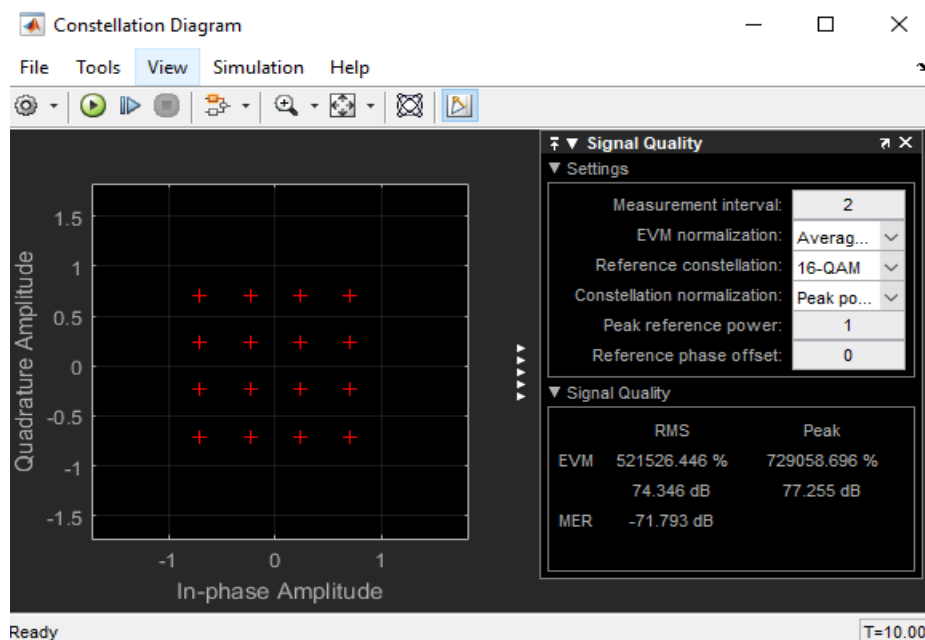 Constellation Diagram
File Tools View Simulation Help
Signal Quality
Settings
Measurement interval: 2
EVM normalization: Averag...
Reference constellation: 16-QAM
Constellation normalization: Peak po...
Peak reference power: 1
Reference phase offset: 0
Signal Quality
RMS Peak
EVM 521526.446 % 729058.696 %
74.346 dB 77.255 dB
MER -71.793 dB
Quadrature Amplitude
1.5
1
0.5
0
-0.5
-1
-1.5
-1 0 1
In-phase Amplitude
Ready T=10.00